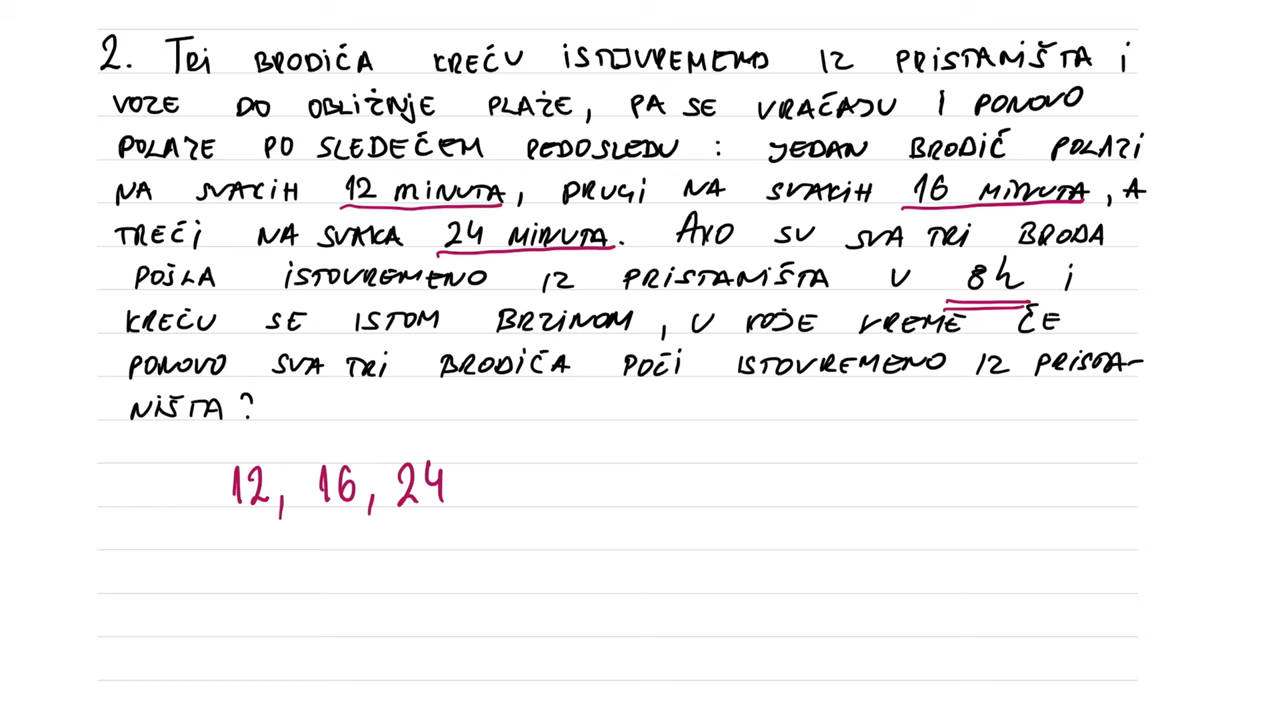 2. TRI BRODIĆA KREĆU ISTOVREMENO IZ PRISTANIŠTA I
VOZE DO OBLIŽNJE PLAŽE, PA SE VRAĆAJU I PONOVO
POLAZE PO SLEDEĆEM REDOSLEDU: JEDAN BRODIĆ POLAZI
NA SVAKIH 12 MINUTA, DRUGI NA SVAKIH 16 MINUTA, A
TREĆI NA SVAKA 24 MINUTA. AKO SU SVA TRI BRODA
POŠLA ISTOVREMENO IZ PRISTANIŠTA U 8h I
KREĆU SE ISTOM BRZINOM, U KOJE VREME ĆE
PONOVO SVA TRI BRODIĆA POĆI ISTOVREMENO IZ PRISTA-
NIŠTA?
12, 16, 24